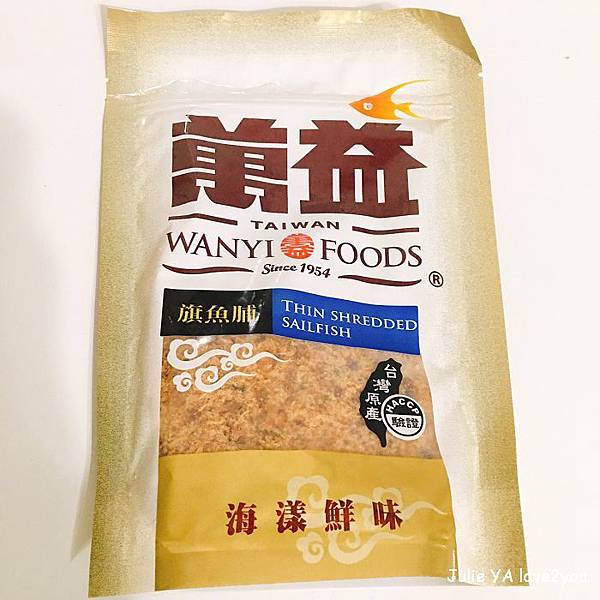 萬益
TAIWAN
WANYI FOODS
Since 1954
®
旗魚脯
THIN SHREDDED
SAILFISH
台灣原產
HACCP
驗證
海漾鮮味
Julie YA love2you